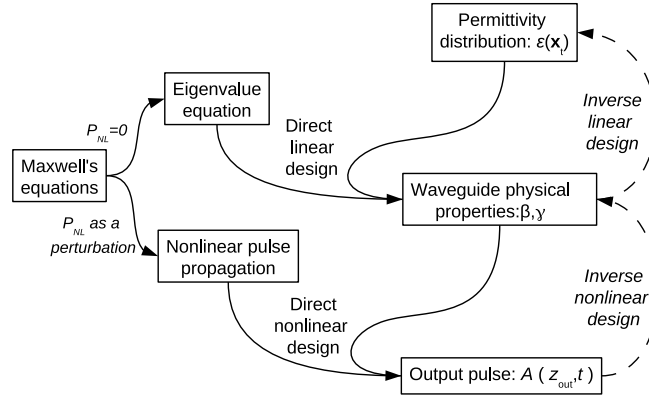 Permittivity
distribution: ε(x_t)
Eigenvalue
equation
P_NL=0
Direct
linear
design
Inverse
linear
design
Maxwell's
equations
Waveguide physical
properties:β,γ
P_NL as a
perturbation
Nonlinear pulse
propagation
Direct
nonlinear
design
Inverse
nonlinear
design
Output pulse: A ( z_out,t )